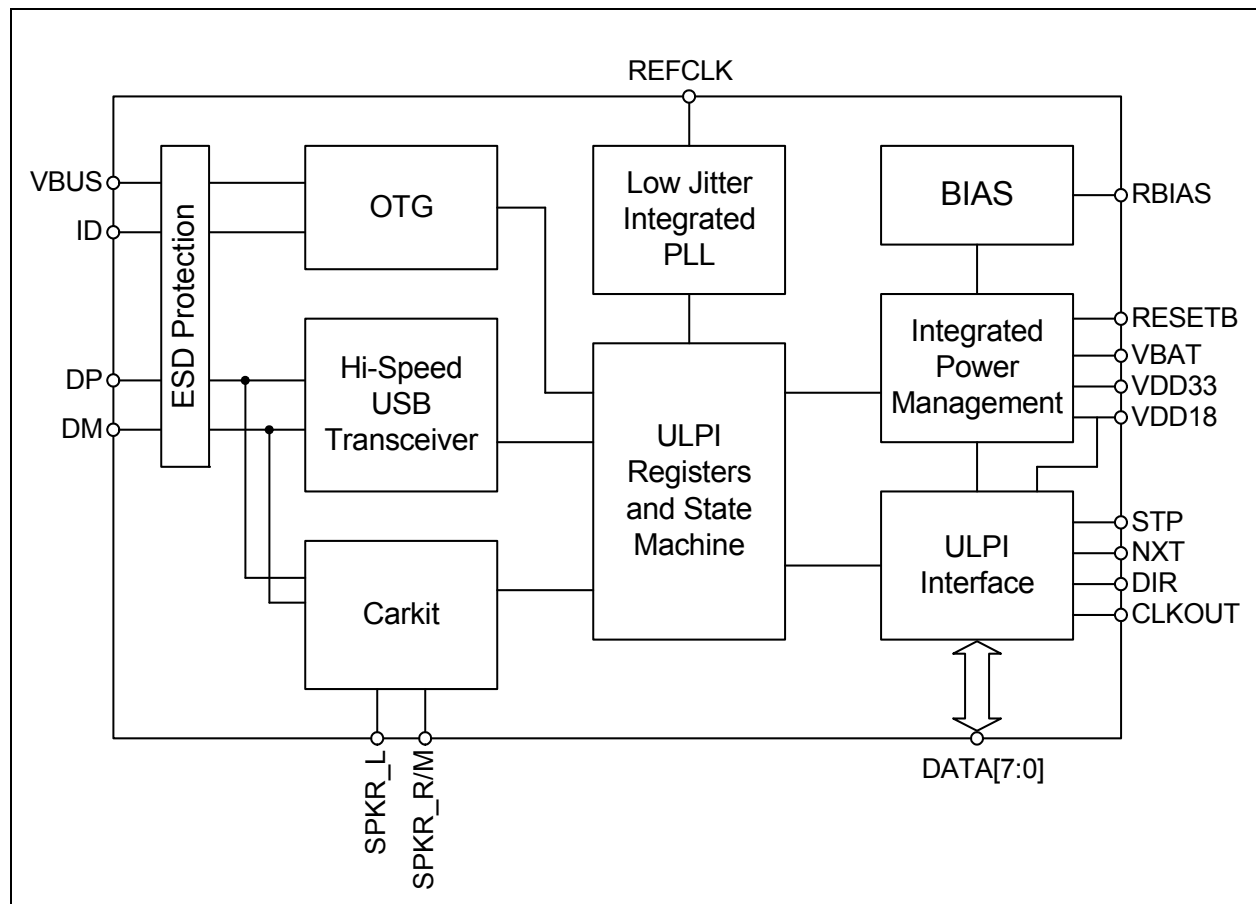 REFCLK
VBUS
ID
DP
DM
ESD Protection
OTG
Hi-Speed
USB
Transceiver
Carkit
SPKR_L
SPKR_R/M
Low Jitter
Integrated
PLL
ULPI
Registers
and State
Machine
BIAS
Integrated
Power
Management
ULPI
Interface
RBIAS
RESETB
VBAT
VDD33
VDD18
STP
NXT
DIR
CLKOUT
DATA[7:0]